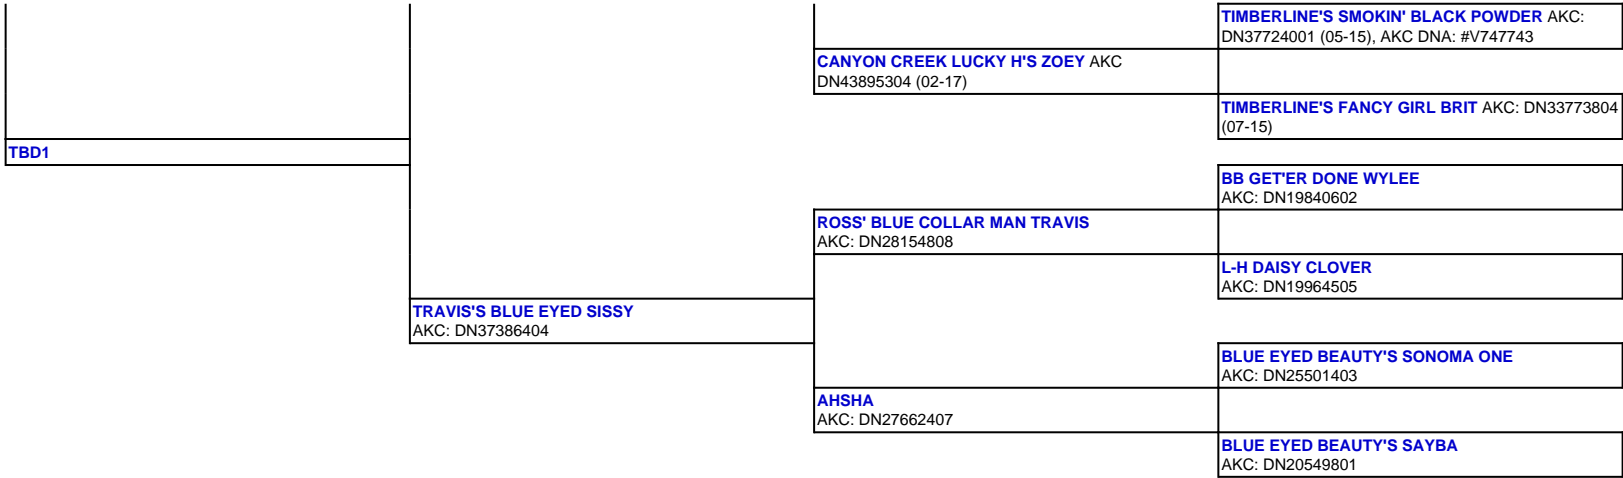 TIMBERLINE'S SMOKIN' BLACK POWDER AKC:
DN37724001 (05-15), AKC DNA: #V747743
CANYON CREEK LUCKY H'S ZOEY AKC
DN43895304 (02-17)
TIMBERLINE'S FANCY GIRL BRIT AKC: DN33773804
(07-15)
TBD1
BB GET'ER DONE WYLEE
AKC: DN19840602
ROSS' BLUE COLLAR MAN TRAVIS
AKC: DN28154808
L-H DAISY CLOVER
AKC: DN19964505
TRAVIS'S BLUE EYED SISSY
AKC: DN37386404
BLUE EYED BEAUTY'S SONOMA ONE
AKC: DN25501403
AHSHA
AKC: DN27662407
BLUE EYED BEAUTY'S SAYBA
AKC: DN20549801